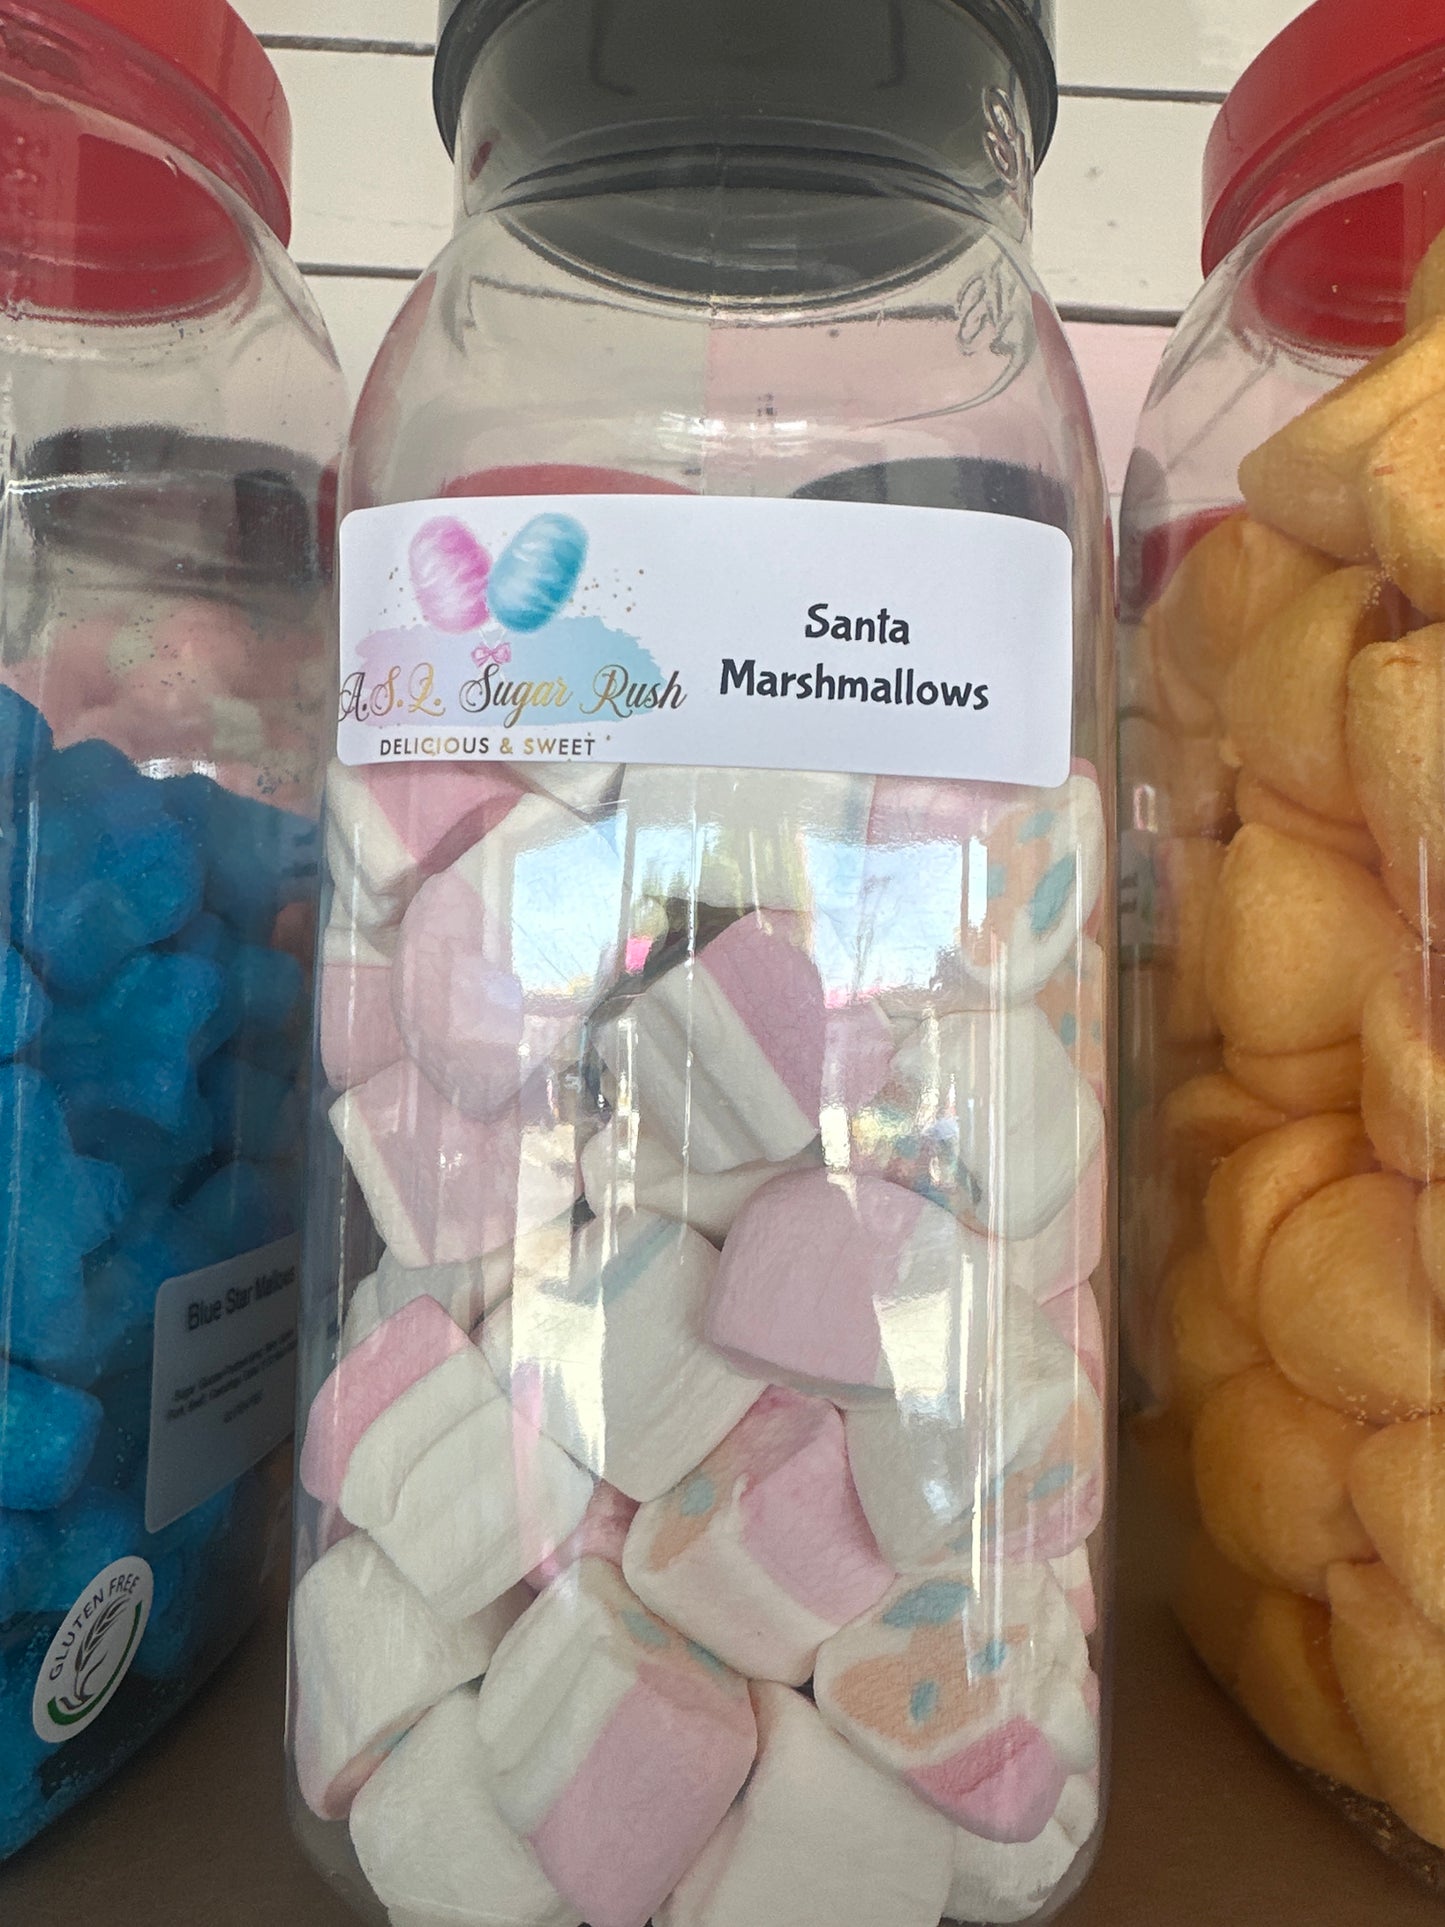 Santa
Marshmallows
A.S.L. Sugar Rush
DELICIOUS & SWEET
Blue Star Mallows
GLUTEN FREE